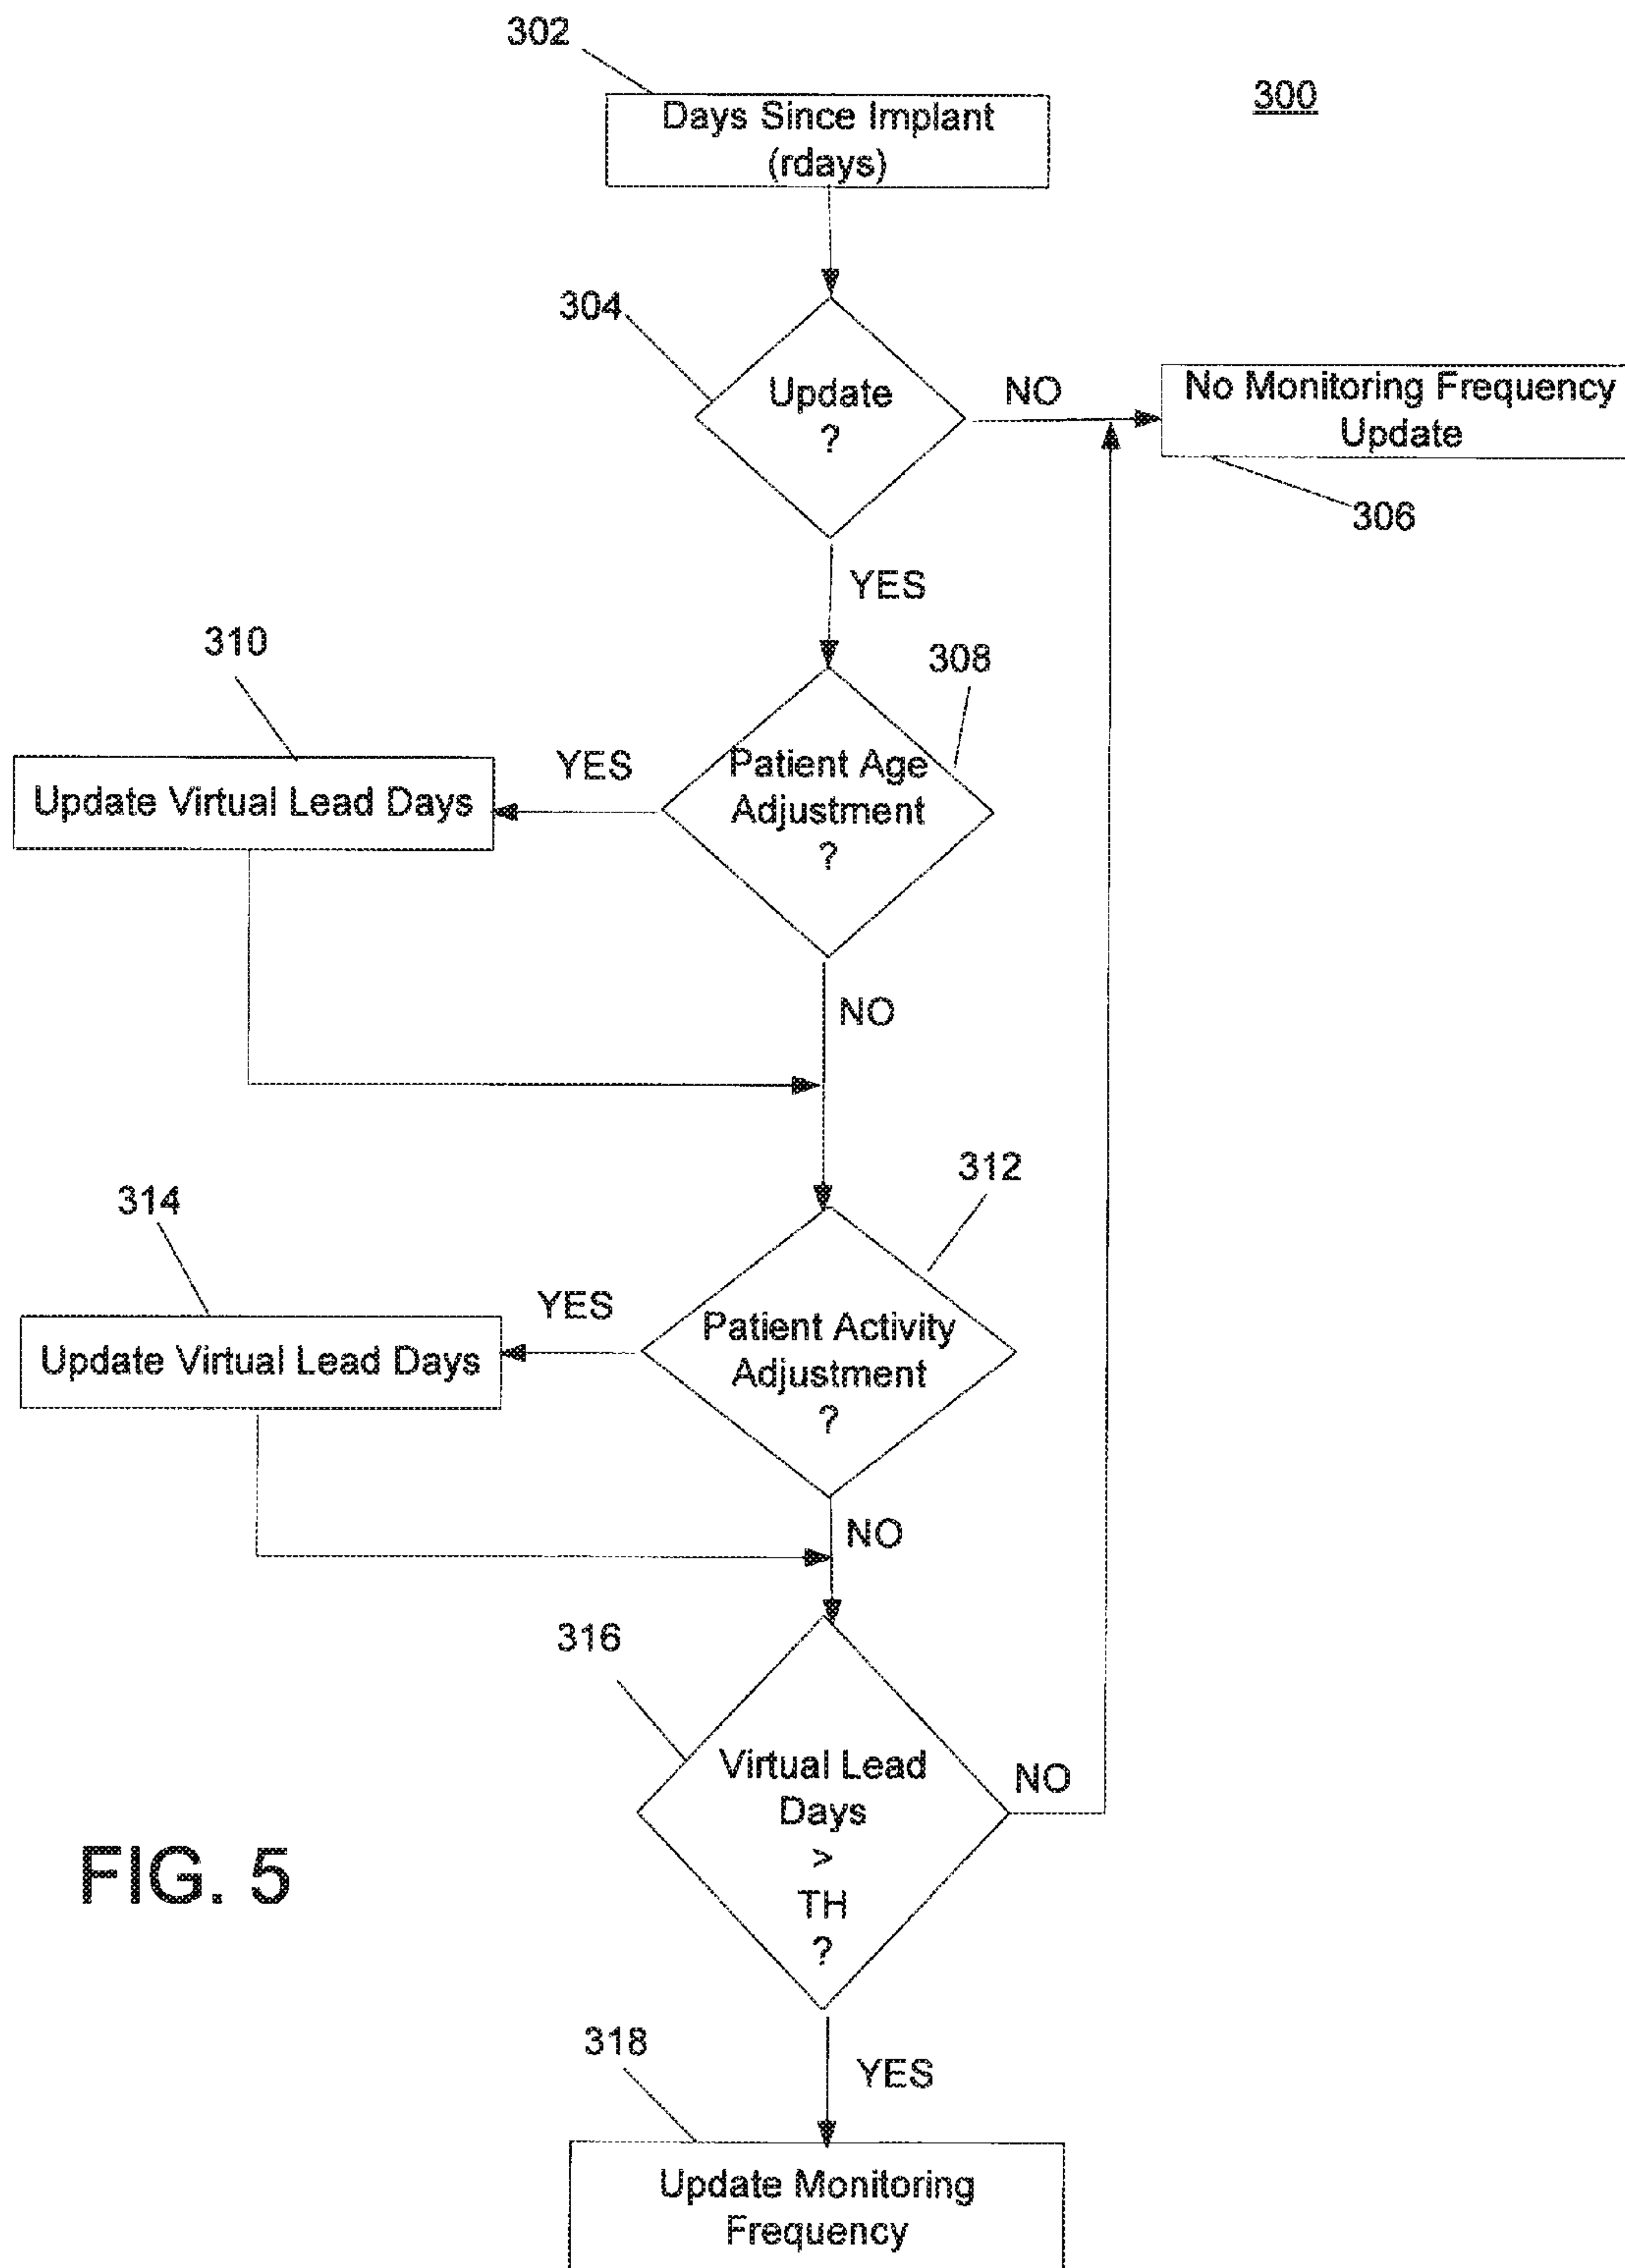 302
300
Days Since Implant
(rdays)
304
Update
?
NO
No Monitoring Frequency
Update
306
YES
310
308
Update Virtual Lead Days
YES
Patient Age
Adjustment
?
NO
312
314
Update Virtual Lead Days
YES
Patient Activity
Adjustment
?
NO
316
Virtual Lead
Days
>
TH
?
NO
FIG. 5
318
YES
Update Monitoring
Frequency